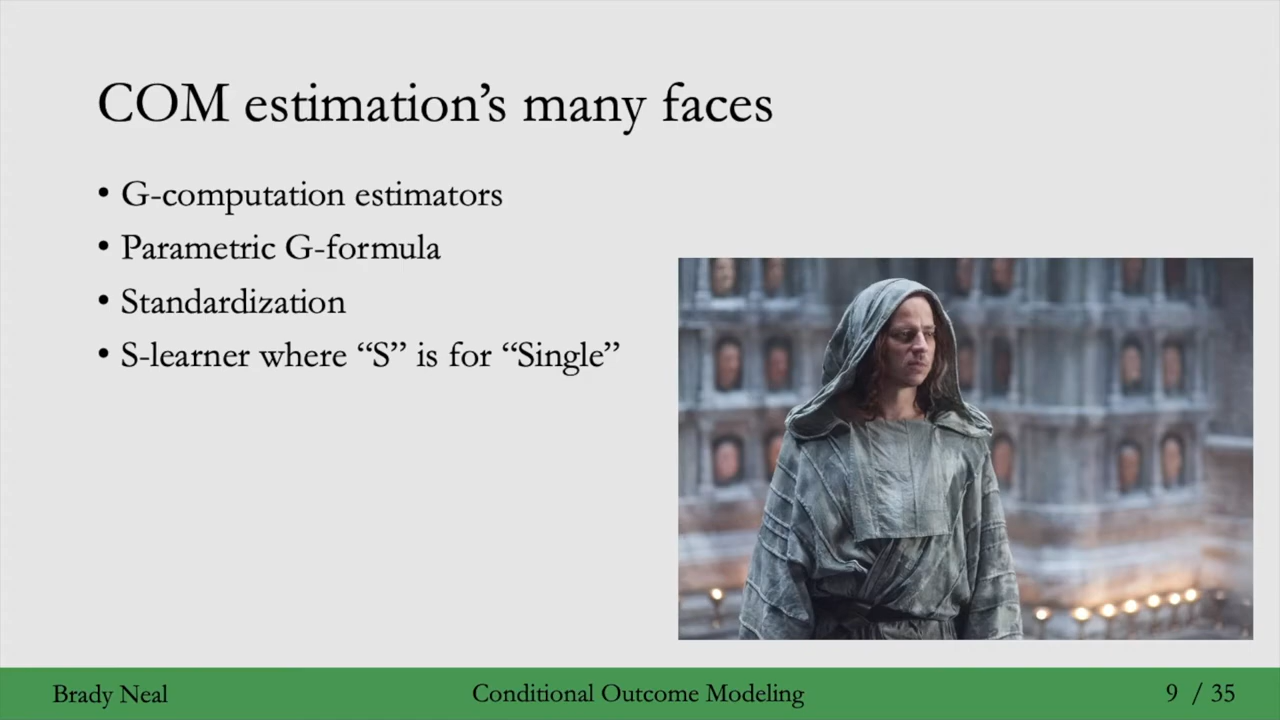 COM estimation’s many faces
• G-computation estimators
• Parametric G-formula
• Standardization
• S-learner where “S” is for “Single”
Brady Neal
Conditional Outcome Modeling
9 / 35